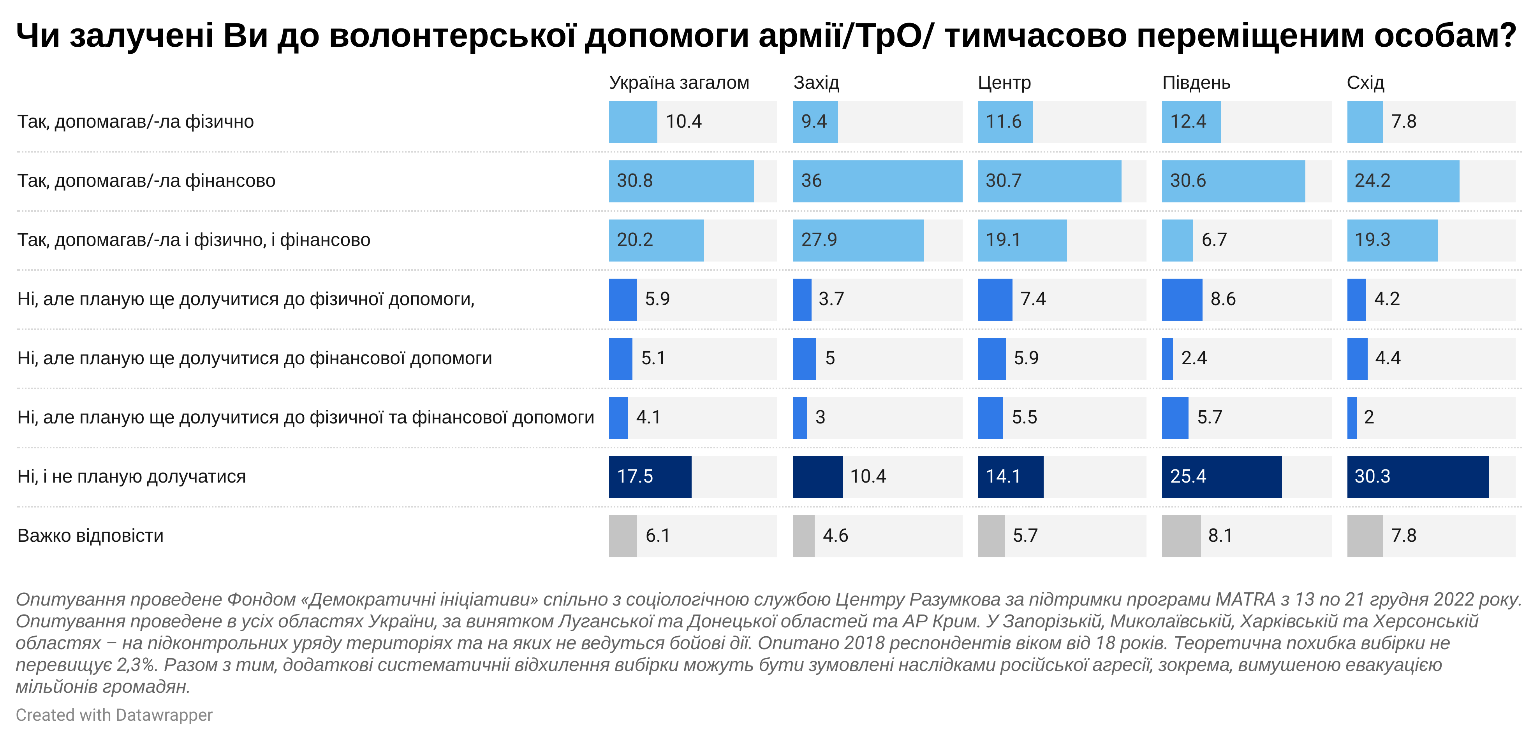 Чи залучені Ви до волонтерської допомоги армії/ТрО/ тимчасово переміщеним особам?
Україна загалом Захід Центр Південь Схід
Так, допомагав/-ла фізично 10.4 9.4 11.6 12.4 7.8
Так, допомагав/-ла фінансово 30.8 36 30.7 30.6 24.2
Так, допомагав/-ла і фізично, і фінансово 20.2 27.9 19.1 6.7 19.3
Ні, але планую ще долучитися до фізичної допомоги, 5.9 3.7 7.4 8.6 4.2
Ні, але планую ще долучитися до фінансової допомоги 5.1 5 5.9 2.4 4.4
Ні, але планую ще долучитися до фізичної та фінансової допомоги 4.1 3 5.5 5.7 2
Ні, і не планую долучатися 17.5 10.4 14.1 25.4 30.3
Важко відповісти 6.1 4.6 5.7 8.1 7.8
Опитування проведене Фондом «Демократичні ініціативи» спільно з соціологічною службою Центру Разумкова за підтримки програми MATRA з 13 по 21 грудня 2022 року.
Опитування проведене в усіх областях України, за винятком Луганської та Донецької областей та АР Крим. У Запорізькій, Миколаївській, Харківській та Херсонській
областях – на підконтрольних уряду територіях та на яких не ведуться бойові дії. Опитано 2018 респондентів віком від 18 років. Теоретична похибка вибірки не
перевищує 2,3%. Разом з тим, додаткові систематичніі відхилення вибірки можуть бути зумовлені наслідками російської агресії, зокрема, вимушеною евакуацією
мільйонів громадян.
Created with Datawrapper